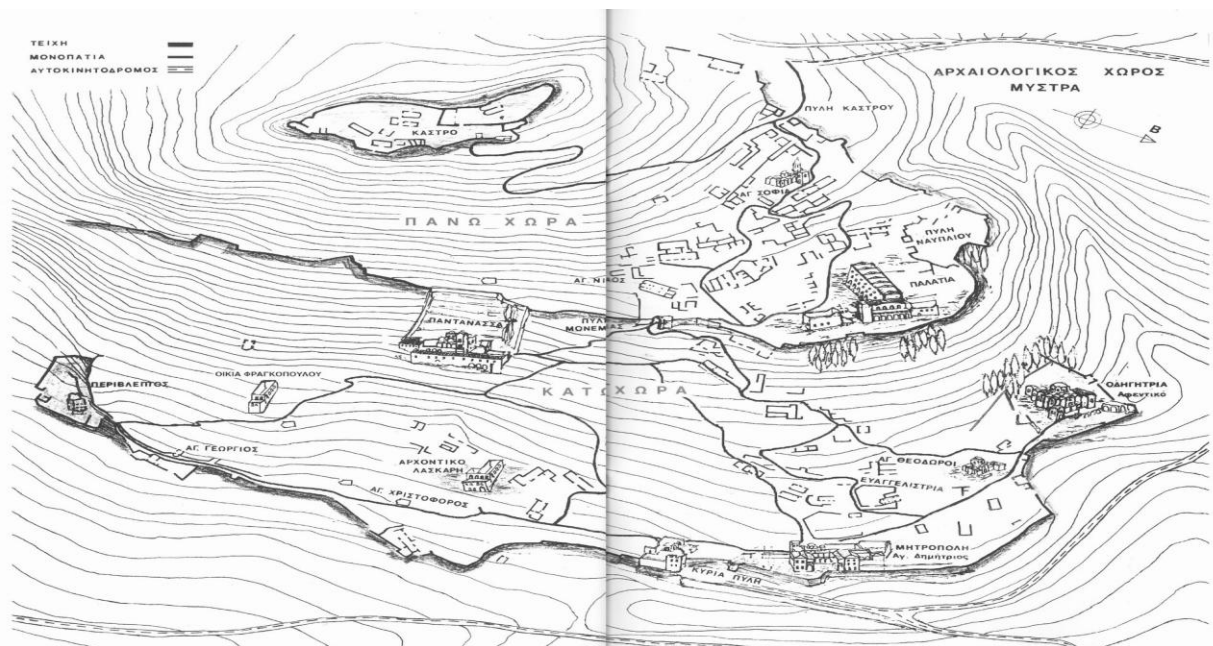 ΤΕΙΧΗ
ΜΟΝΟΠΑΤΙΑ
ΑΥΤΟΚΙΝΗΤΟΔΡΟΜΟΣ
ΑΡΧΑΙΟΛΟΓΙΚΟΣ ΧΩΡΟΣ
ΜΥΣΤΡΑ
Β
ΠΥΛΗ ΚΑΣΤΡΟΥ
ΚΑΣΤΡΟ
ΑΓ ΣΟΦΙΑ
ΠΑΝΩ ΧΩΡΑ
ΠΥΛΗ
ΝΑΥΠΛΙΟΥ
ΑΓ. ΝΙΚΟΣ
ΠΑΛΑΤΙΑ
ΠΑΝΤΑΝΑΣΣΑ
ΠΥΛΗ
ΜΟΝΕΜ/ΑΣ
ΠΕΡΙΒΛΕΠΤΟΣ
ΟΙΚΙΑ ΦΡΑΓΚΟΠΟΥΛΟΥ
ΚΑΤΩ ΧΩΡΑ
ΟΔΗΓΗΤΡΙΑ
Αφεντικό
ΑΓ. ΓΕΩΡΓΙΟΣ
ΑΡΧΟΝΤΙΚΟ
ΛΑΣΚΑΡΗ
ΑΓ ΘΕΟΔΩΡΟΙ
ΕΥΑΓΓΕΛΙΣΤΡΙΑ
ΑΓ. ΧΡΙΣΤΟΦΟΡΟΣ
ΜΗΤΡΟΠΟΛΗ
Αγ. Δημήτριος
ΚΥΡΙΑ ΠΥΛΗ